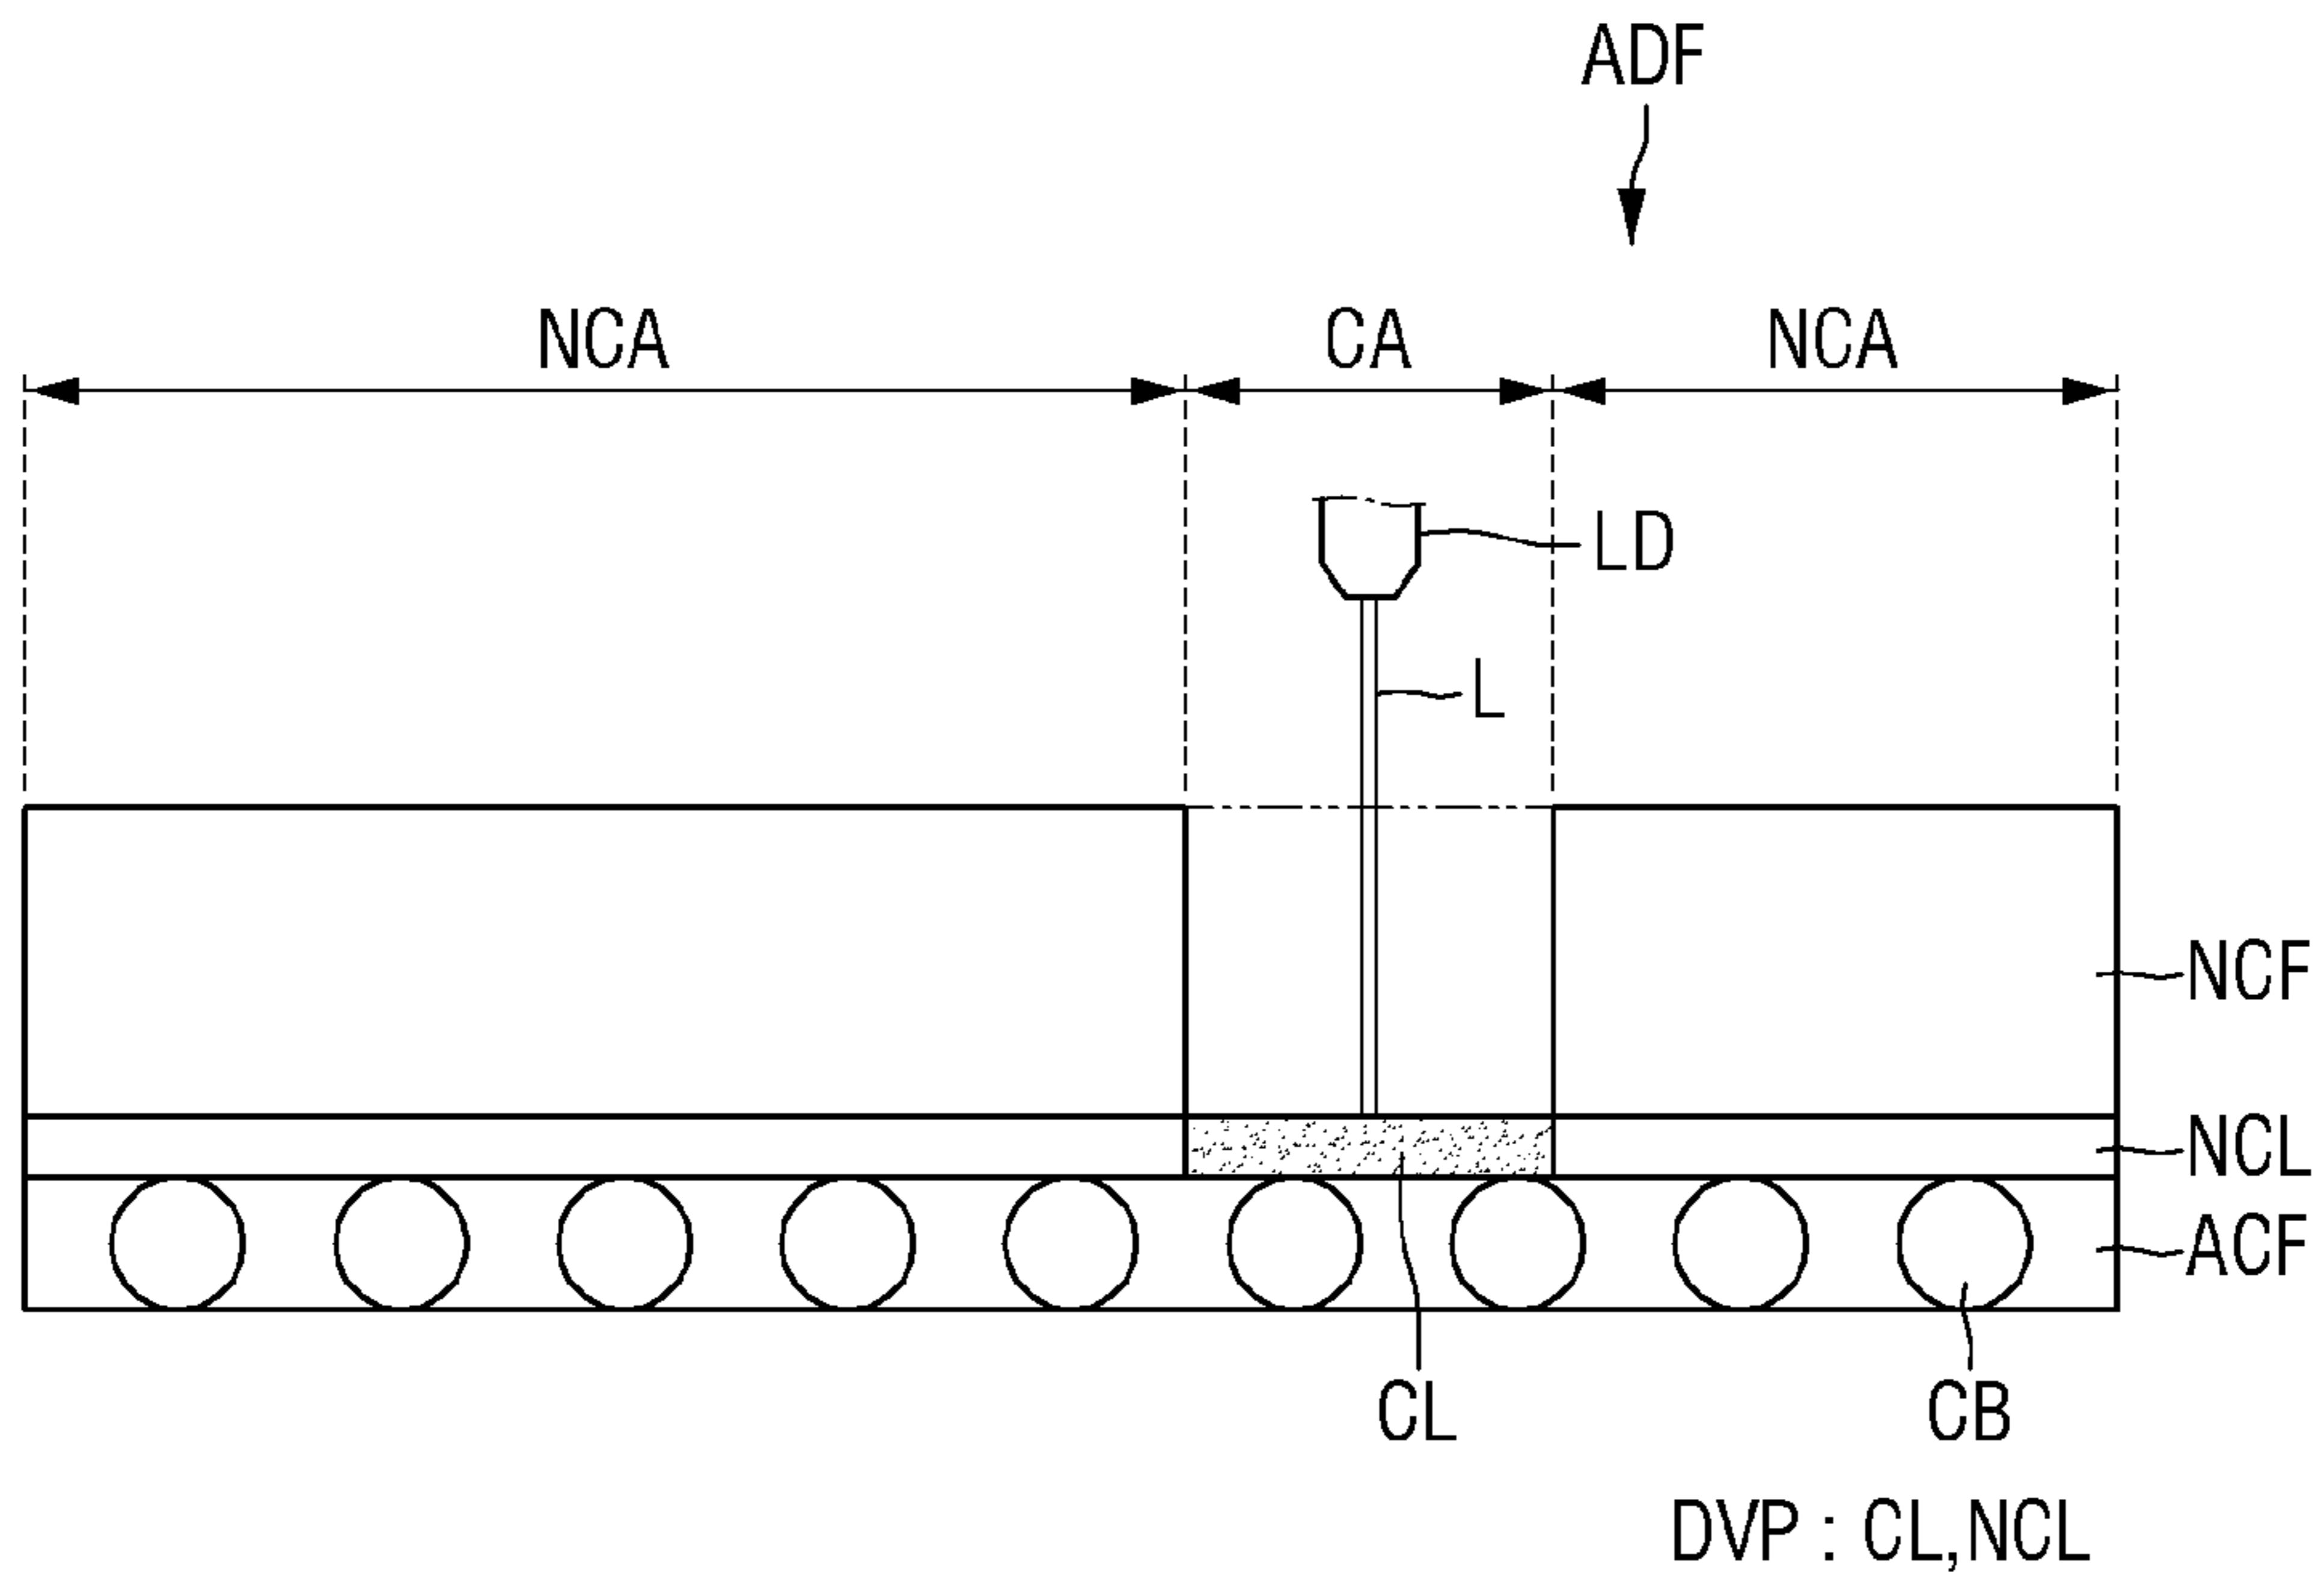 ADF
NCA CA NCA
LD
L
NCF
NCL
ACF
CL CB
DVP : CL,NCL